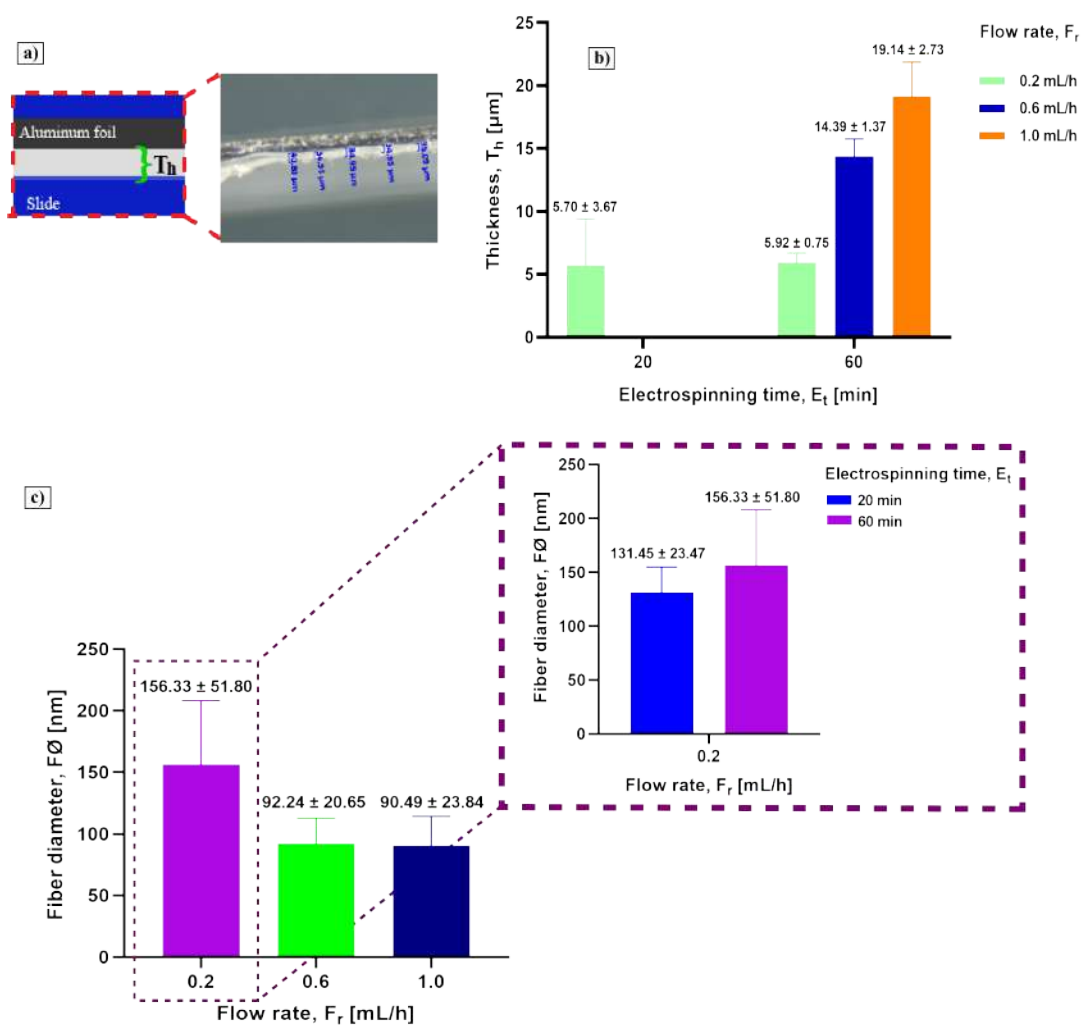 a)
Aluminum foil
Th
Slide
b)
Thickness, Th [µm]
25
20
15
10
5
0
5.70 ± 3.67
5.92 ± 0.75
14.39 ± 1.37
19.14 ± 2.73
20
60
Electrospinning time, Et [min]
Flow rate, Fr
0.2 mL/h
0.6 mL/h
1.0 mL/h
c)
Fiber diameter, FØ [nm]
250
200
150
100
50
0
156.33 ± 51.80
92.24 ± 20.65
90.49 ± 23.84
0.2
0.6
1.0
Flow rate, Fr [mL/h]
Fiber diameter, FØ [nm]
250
200
150
100
50
0
131.45 ± 23.47
156.33 ± 51.80
0.2
Flow rate, Fr [mL/h]
Electrospinning time, Et
20 min
60 min